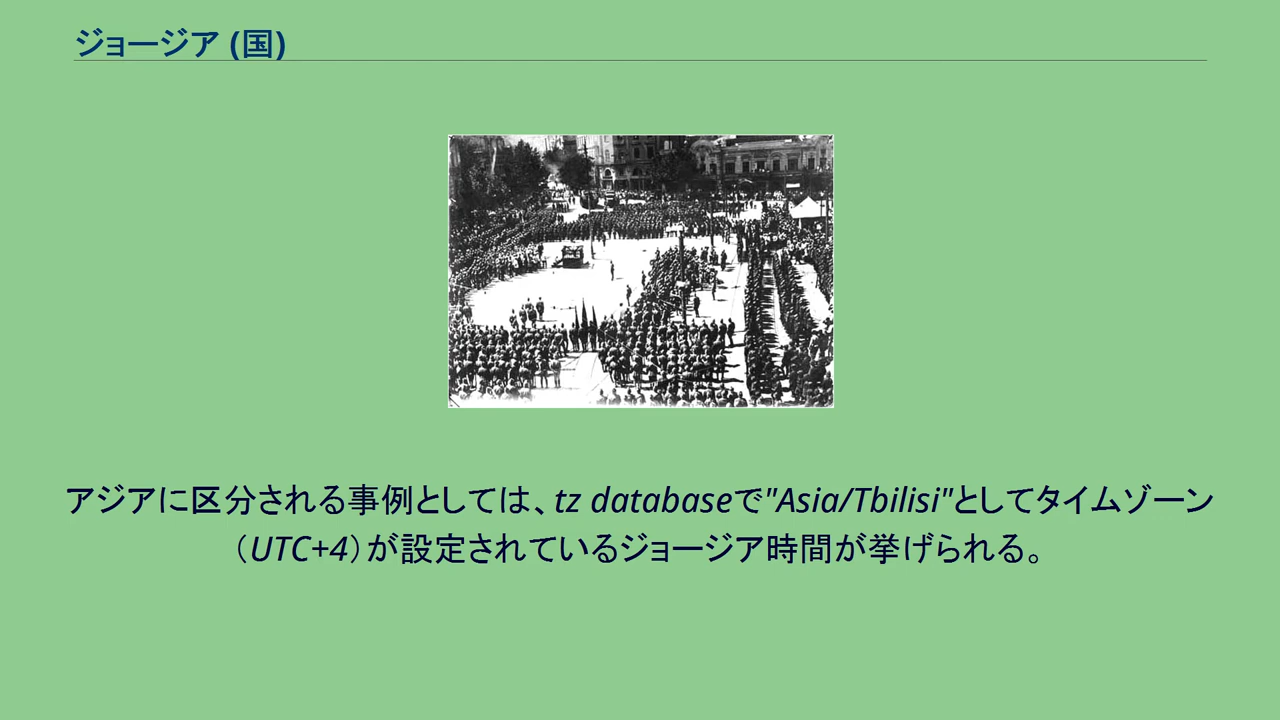 ジョージア (国)
アジアに区分される事例としては、tz databaseで"Asia/Tbilisi"としてタイムゾーン
（UTC+4）が設定されているジョージア時間が挙げられる。